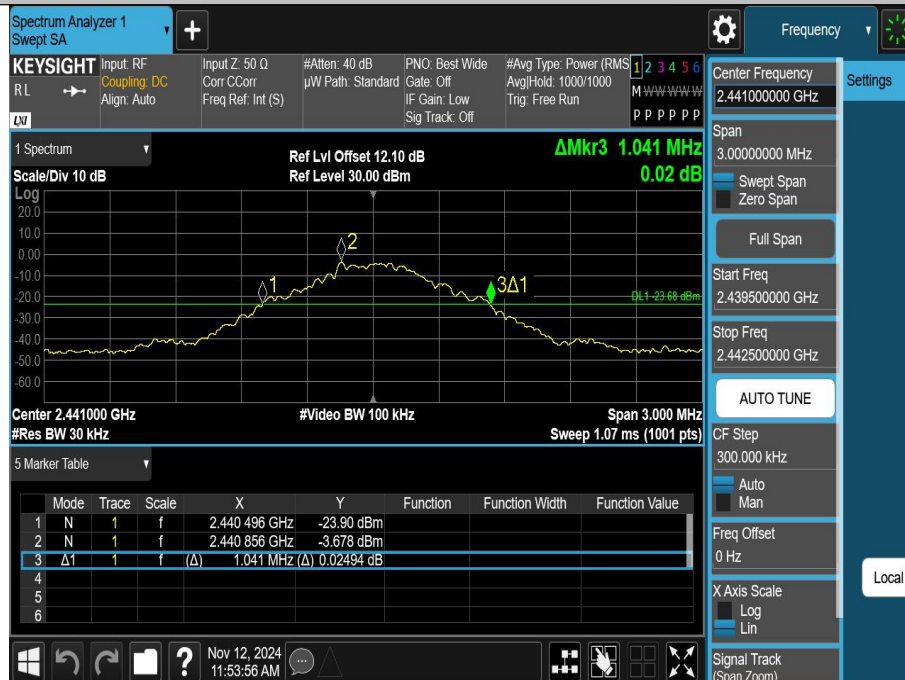 Spectrum Analyzer 1
Swept SA
Frequency
KEYSIGHT
RL
LXI
Input: RF
Coupling: DC
Align: Auto
Input Z: 50 Ω
Corr CCorr
Freq Ref: Int (S)
#Atten: 40 dB
µW Path: Standard
PNO: Best Wide
Gate: Off
IF Gain: Low
Sig Track: Off
#Avg Type: Power (RMS
Avg|Hold: 1000/1000
Trig: Free Run
1 2 3 4 5 6
M W W W W W
P P P P P P
1 Spectrum
Scale/Div 10 dB
Ref Lvl Offset 12.10 dB
Ref Level 30.00 dBm
ΔMkr3 1.041 MHz
0.02 dB
Log
20.0
10.0
0.00
-10.0
-20.0
-30.0
-40.0
-50.0
-60.0
1
2
3Δ1
DL1 -23.68 dBm
Center 2.441000 GHz
#Res BW 30 kHz
#Video BW 100 kHz
Span 3.000 MHz
Sweep 1.07 ms (1001 pts)
5 Marker Table
Mode Trace Scale X Y Function Function Width Function Value
1 N 1 f 2.440 496 GHz -23.90 dBm
2 N 1 f 2.440 856 GHz -3.678 dBm
3 Δ1 1 f (Δ) 1.041 MHz (Δ) 0.02494 dB
4
5
6
Nov 12, 2024
11:53:56 AM
Center Frequency
2.441000000 GHz
Settings
Span
3.00000000 MHz
Swept Span
Zero Span
Full Span
Start Freq
2.439500000 GHz
Stop Freq
2.442500000 GHz
AUTO TUNE
CF Step
300.000 kHz
Auto
Man
Freq Offset
0 Hz
X Axis Scale
Log
Lin
Signal Track
(Span Zoom)
Local